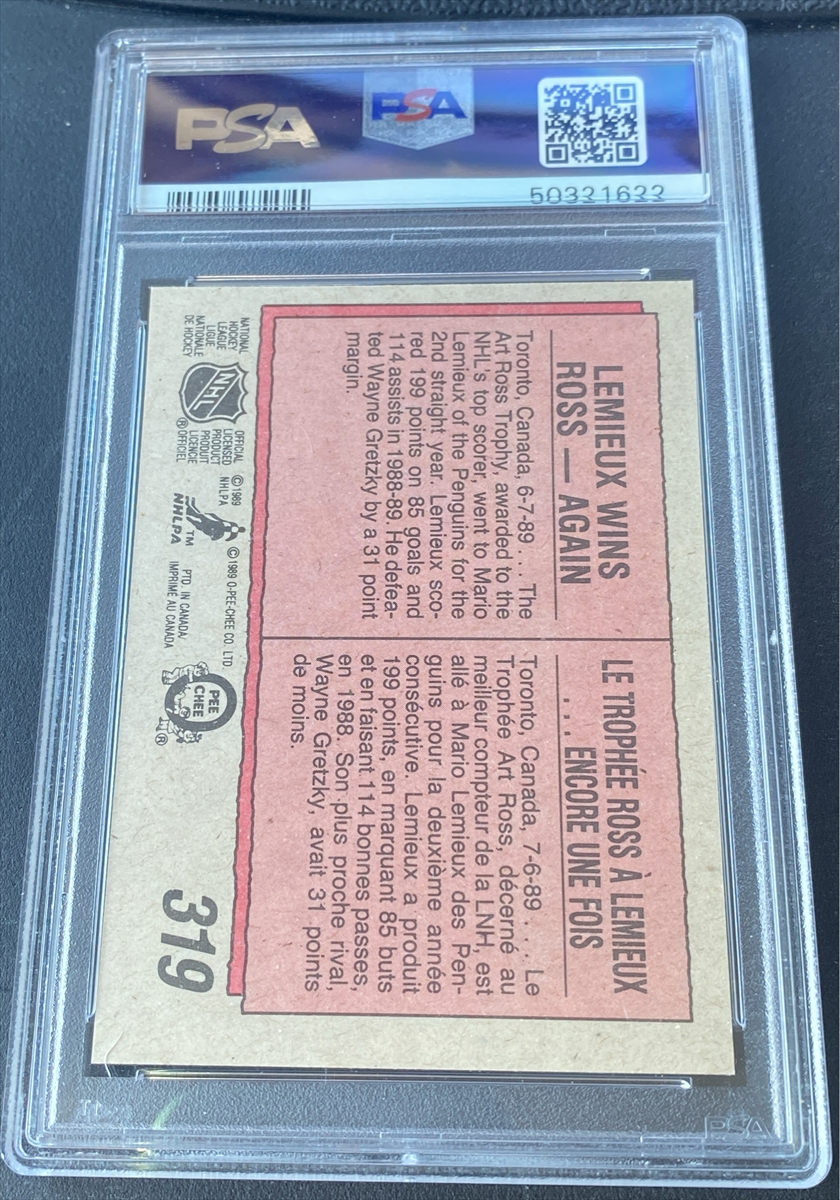 PSA
PSA
50331633
LEMIEUX WINS
ROSS — AGAIN
Toronto, Canada, 6-7-89 . . . The
Art Ross Trophy, awarded to the
NHL's top scorer, went to Mario
Lemieux of the Penguins for the
2nd straight year. Lemieux sco-
red 199 points on 85 goals and
114 assists in 1988-89. He defea-
ted Wayne Gretzky by a 31 point
margin.
LE TROPHÉE ROSS À LEMIEUX
. . . ENCORE UNE FOIS
Toronto, Canada, 7-6-89 . . . Le
Trophée Art Ross, décerné au
meilleur compteur de la LNH, est
allé à Mario Lemieux des Pen-
guins pour la deuxième année
consécutive. Lemieux a produit
199 points, en marquant 85 buts
et en faisant 114 bonnes passes,
en 1988. Son plus proche rival,
Wayne Gretzky, avait 31 points
de moins.
NATIONAL
HOCKEY
LEAGUE
LIGUE
NATIONALE
DE HOCKEY
NHL
OFFICIAL
LICENSED
PRODUCT
PRODUIT
LICENCIÉ
® OFFICIEL
© 1989
NHLPA
TM
NHLPA
© 1989 O-PEE-CHEE CO. LTD
PTD. IN CANADA/
IMPRIMÉ AU CANADA
PEE
CHEE
®
319
PSA